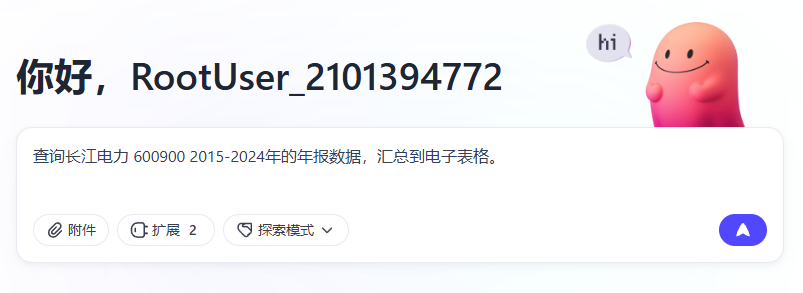 hi
你好，RootUser_2101394772
查询长江电力 600900 2015-2024年的年报数据，汇总到电子表格。
附件 扩展 2 探索模式